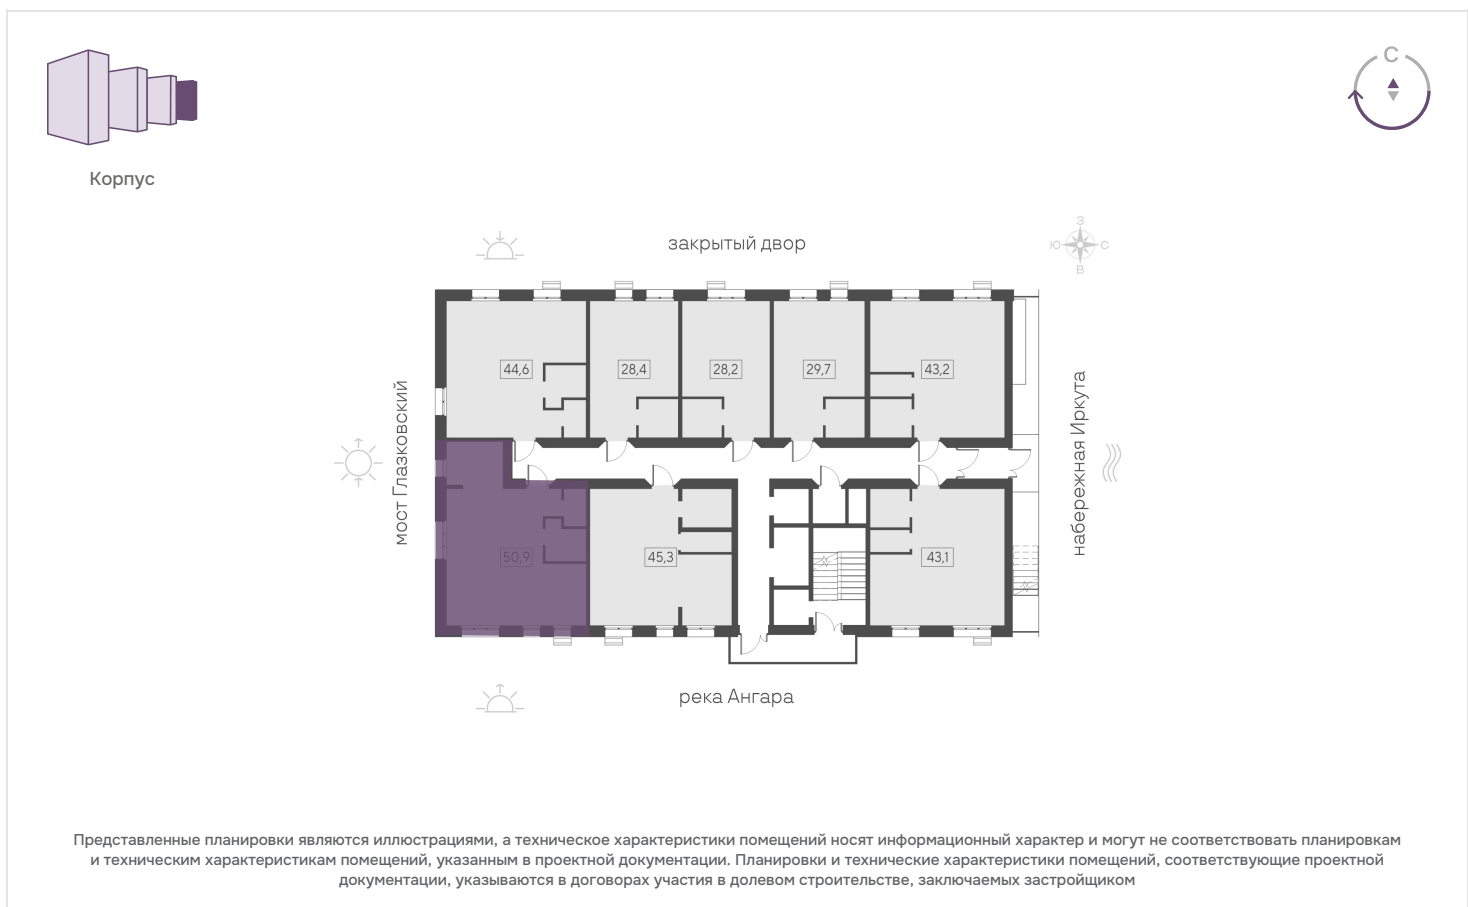 С
Корпус
закрытый двор
З
Ю
С
В
44,6
28,4
28,2
29,7
43,2
мост Глазковский
набережная Иркута
50,9
45,3
43,1
река Ангара
Представленные планировки являются иллюстрациями, а техническое характеристики помещений носят информационный характер и могут не соответствовать планировкам
и техническим характеристикам помещений, указанным в проектной документации. Планировки и технические характеристики помещений, соответствующие проектной
документации, указываются в договорах участия в долевом строительстве, заключаемых застройщиком